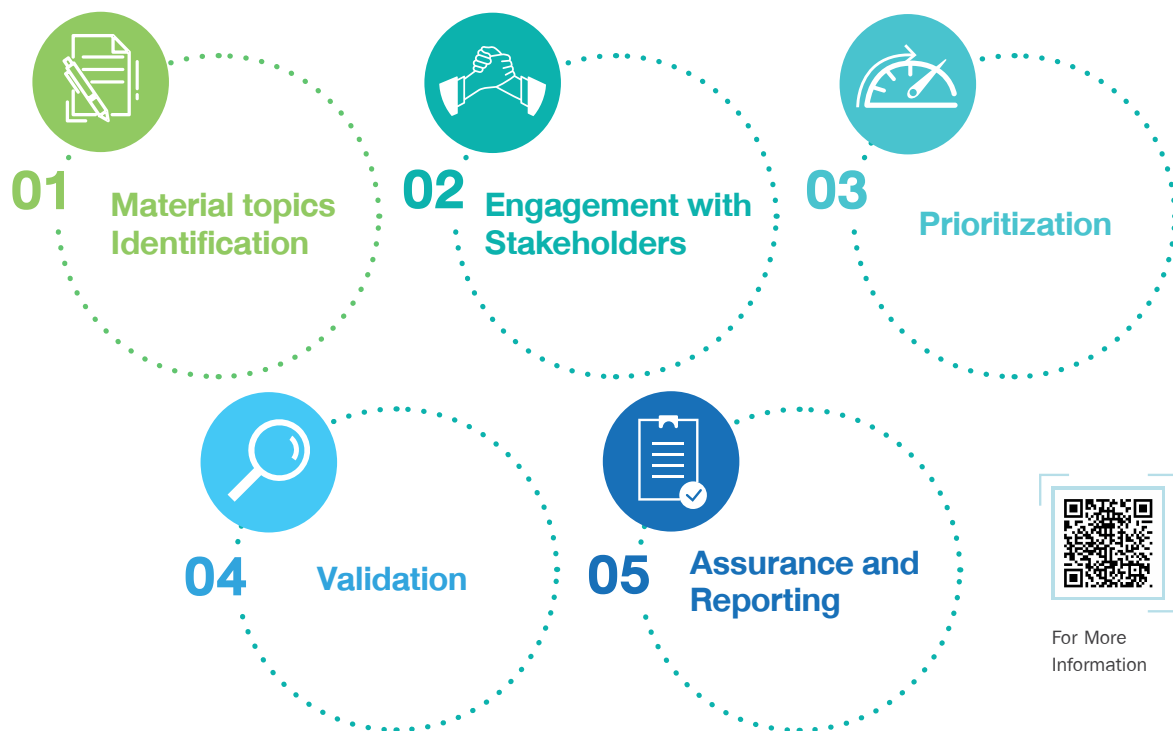 01
Material topics
Identification
02
Engagement with
Stakeholders
03
Prioritization
04
Validation
05
Assurance and
Reporting
For More
Information